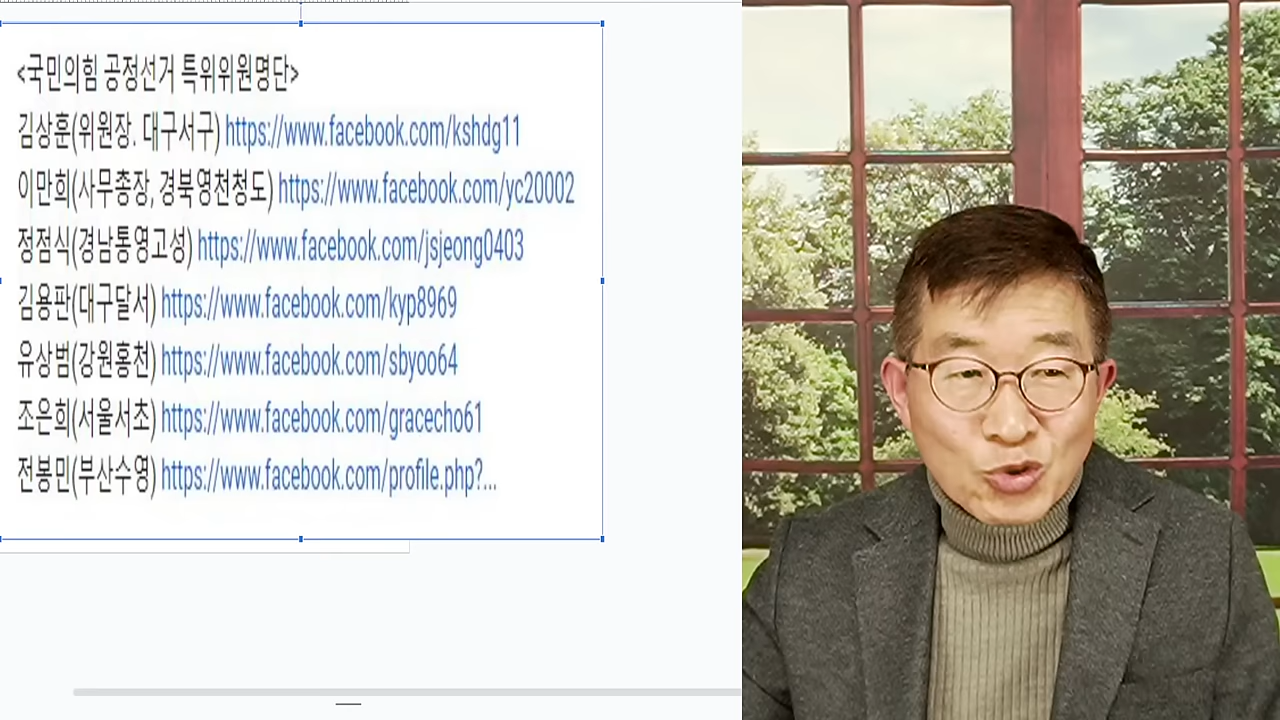 <국민의힘 공정선거 특위위원명단>
김상훈(위원장. 대구서구) https://www.facebook.com/kshdg11
이만희(사무총장, 경북영천청도) https://www.facebook.com/yc20002
정점식(경남통영고성) https://www.facebook.com/jsjeong0403
김용판(대구달서) https://www.facebook.com/kyp8969
유상범(강원홍천) https://www.facebook.com/sbyoo64
조은희(서울서초) https://www.facebook.com/gracecho61
전봉민(부산수영) https://www.facebook.com/profile.php?...